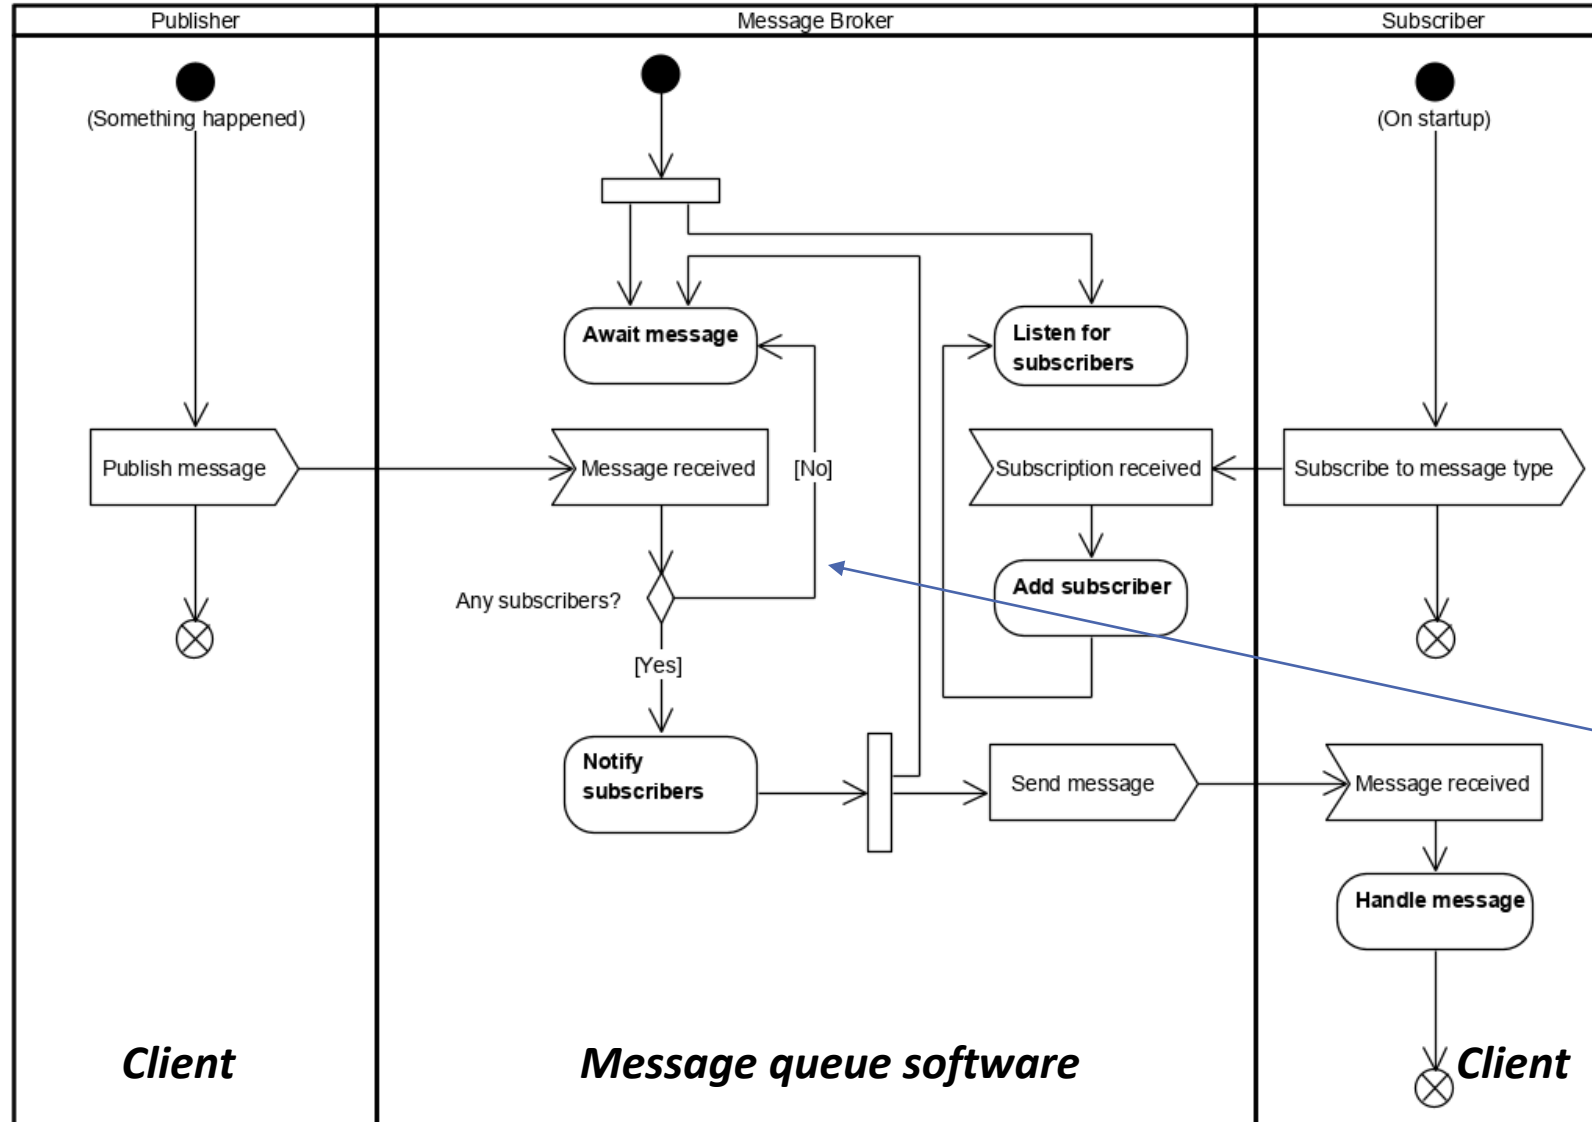 Publisher
Message Broker
Subscriber
(Something happened)
(On startup)
Await message
Listen for
subscribers
Publish message
Message received
[No]
Subscription received
Subscribe to message type
Any subscribers?
Add subscriber
[Yes]
Notify
subscribers
Send message
Message received
Handle message
Client
Message queue software
Client